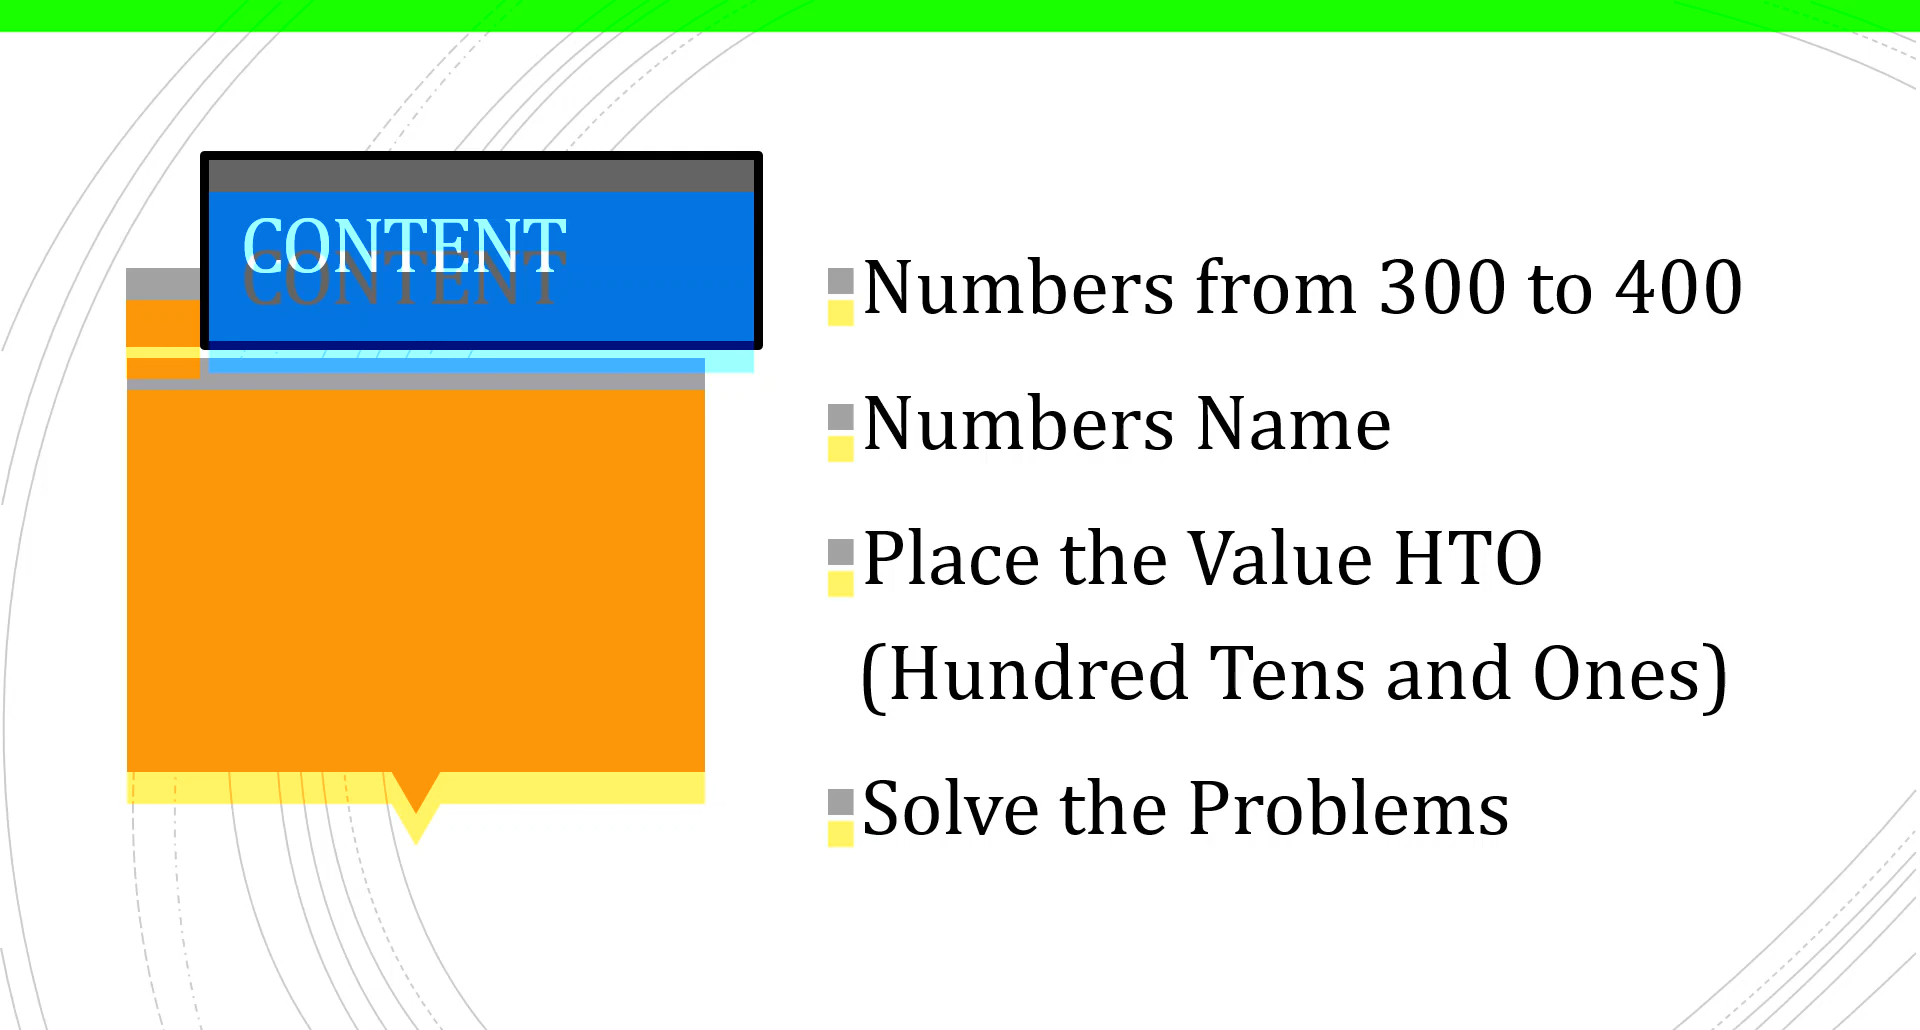 CONTENT
Numbers from 300 to 400
Numbers Name
Place the Value HTO
(Hundred Tens and Ones)
Solve the Problems